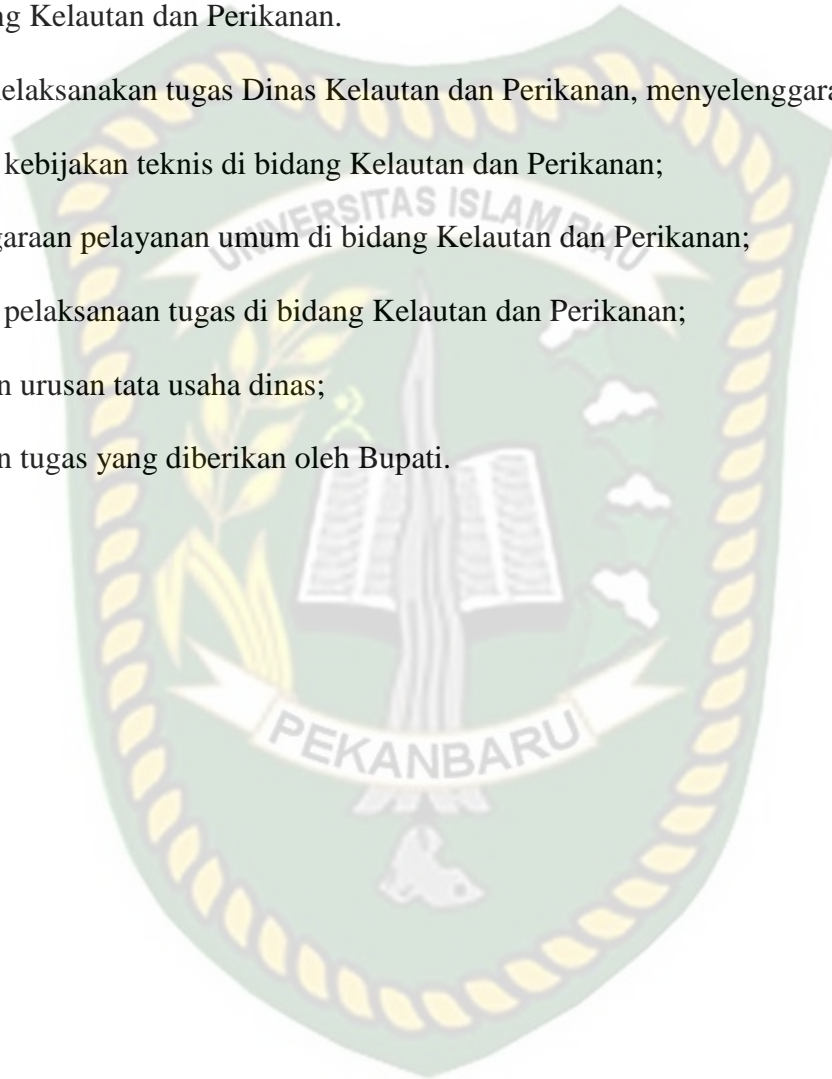 ng Kelautan dan Perikanan.
elaksanakan tugas Dinas Kelautan dan Perikanan, menyelenggara
kebijakan teknis di bidang Kelautan dan Perikanan;
UNIVERSITAS ISLAM RIAU
garaan pelayanan umum di bidang Kelautan dan Perikanan;
pelaksanaan tugas di bidang Kelautan dan Perikanan;
n urusan tata usaha dinas;
n tugas yang diberikan oleh Bupati.
PEKANBARU